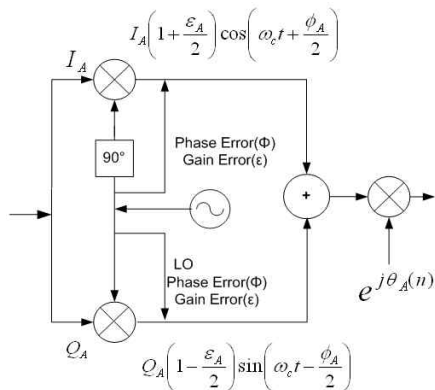 I_A(1+ε_A/2)cos(ω_c t+ϕ_A/2)
I_A
90°
Phase Error(Φ)
Gain Error(ε)
+
LO
Phase Error(Φ)
Gain Error(ε)
e^{jθ_A(n)}
Q_A
Q_A(1−ε_A/2)sin(ω_c t−ϕ_A/2)